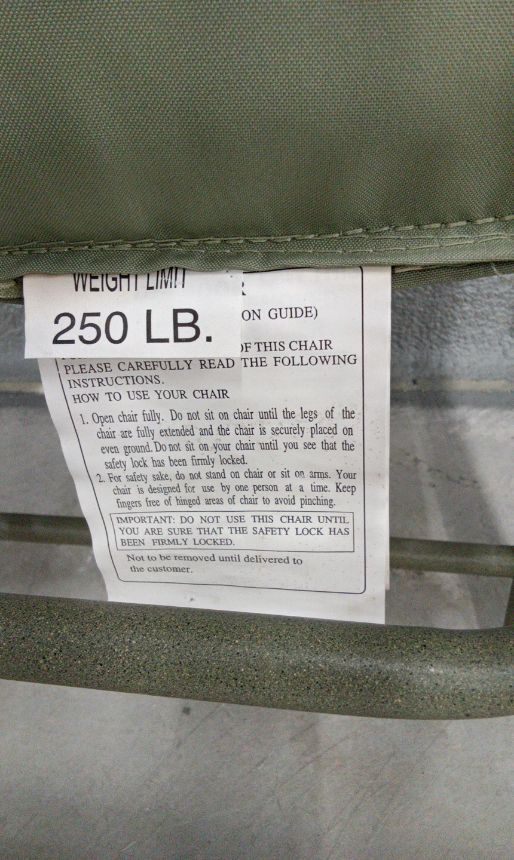 WEIGHT LIMIT
250 LB.
ON GUIDE)
OF THIS CHAIR
PLEASE CAREFULLY READ THE FOLLOWING
INSTRUCTIONS.
HOW TO USE YOUR CHAIR
1. Open chair fully. Do not sit on chair until the legs of the
chair are fully extended and the chair is securely placed on
even ground. Do not sit on your chair until you see that the
safety lock has been firmly locked.
2. For safety sake, do not stand on chair or sit on arms. Your
chair is designed for use by one person at a time. Keep
fingers free of hinged areas of chair to avoid pinching.
IMPORTANT: DO NOT USE THIS CHAIR UNTIL
YOU ARE SURE THAT THE SAFETY LOCK HAS
BEEN FIRMLY LOCKED.
Not to be removed until delivered to
the customer.